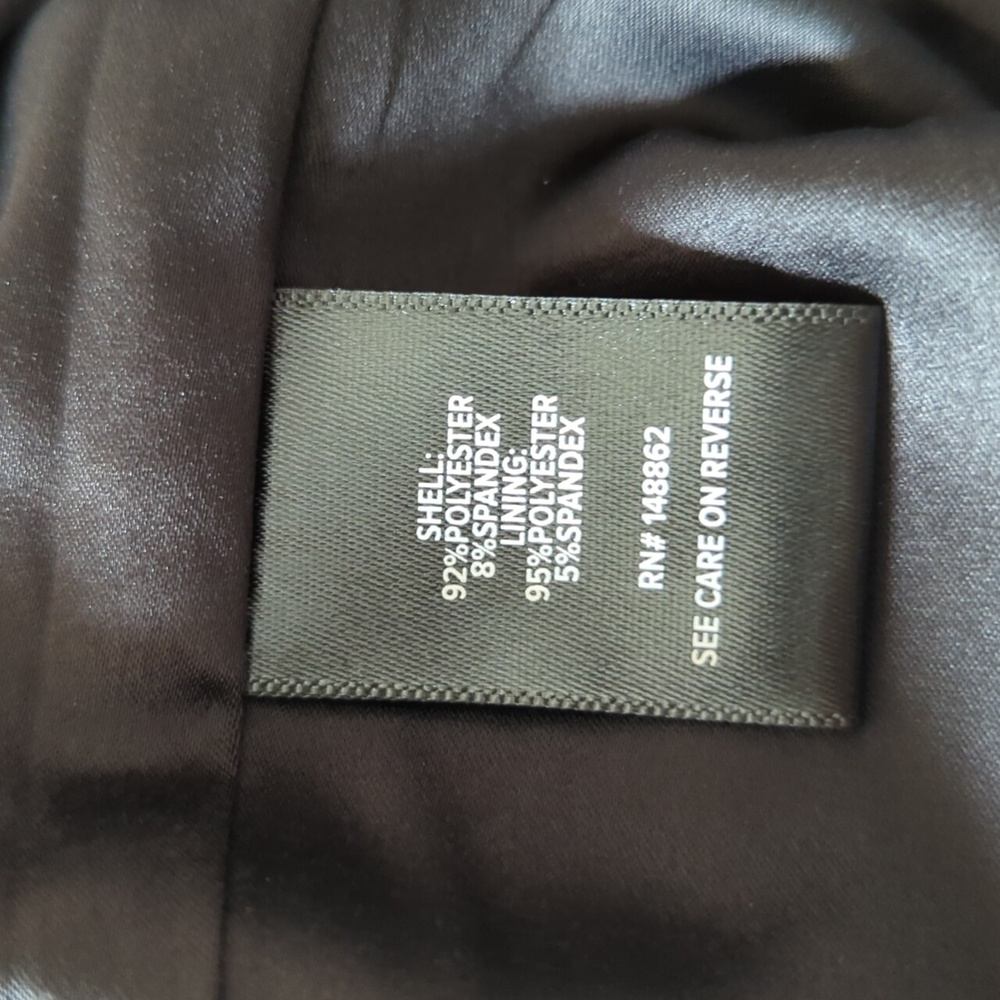 SHELL:
92%POLYESTER
8%SPANDEX
LINING:
95%POLYESTER
5%SPANDEX
RN# 148862
SEE CARE ON REVERSE